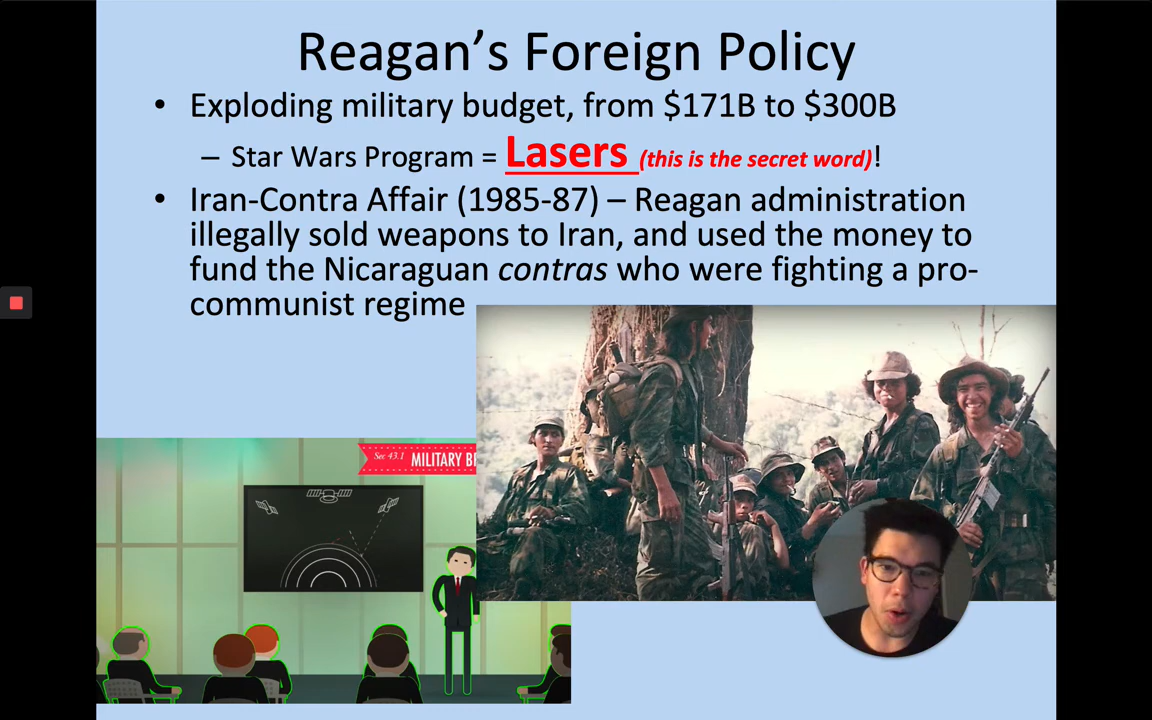 Reagan's Foreign Policy
• Exploding military budget, from $171B to $300B
– Star Wars Program = Lasers (this is the secret word)!
• Iran-Contra Affair (1985-87) – Reagan administration
illegally sold weapons to Iran, and used the money to
fund the Nicaraguan contras who were fighting a pro-
communist regime
Sec 43.1 MILITARY B